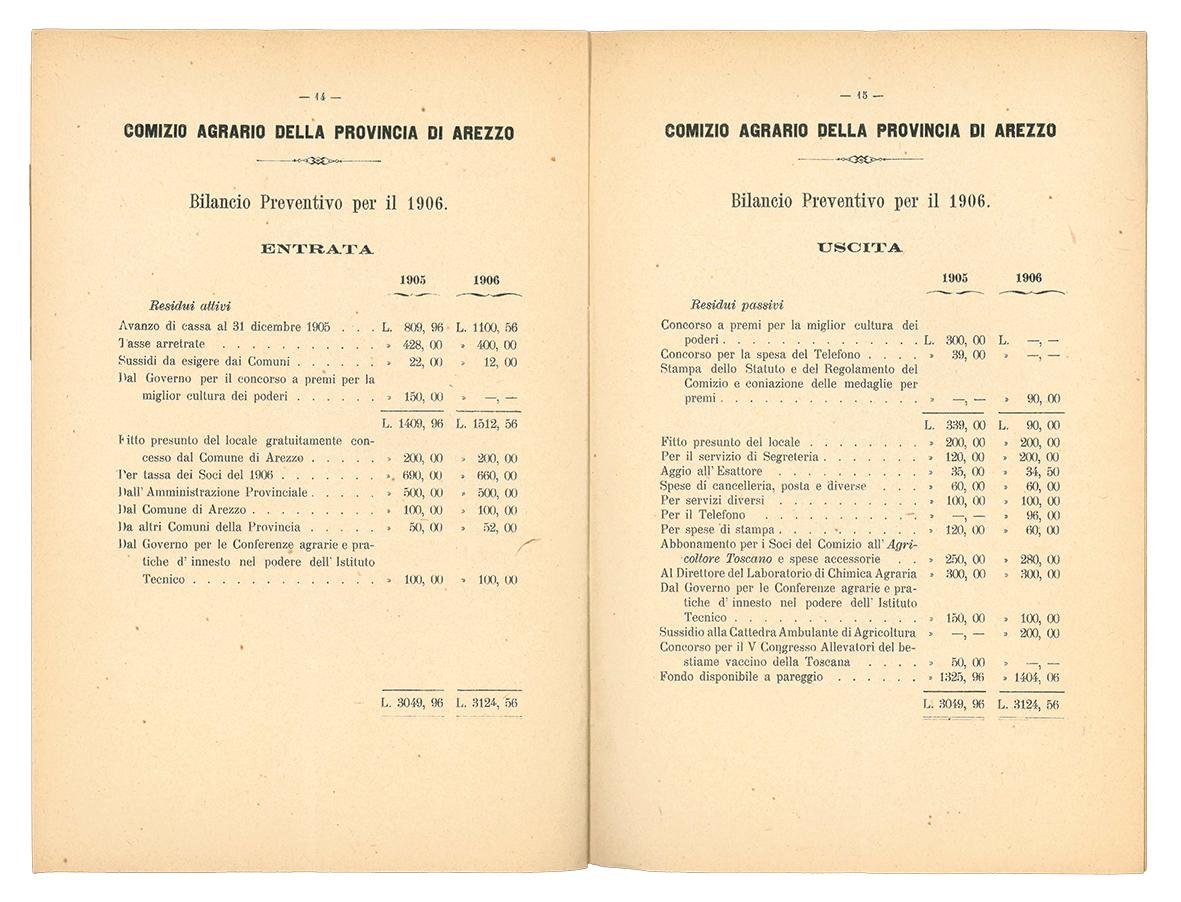 — 14 —
COMIZIO AGRARIO DELLA PROVINCIA DI AREZZO
Bilancio Preventivo per il 1906.
ENTRATA
1905 1906
Residui attivi
Avanzo di cassa al 31 dicembre 1905 . . . L. 809, 96 L. 1100, 56
Tasse arretrate . . . . . . . . . . . » 428, 00 » 400, 00
Sussidi da esigere dai Comuni . . . . . . » 22, 00 » 12, 00
Dal Governo per il concorso a premi per la
miglior cultura dei poderi . . . . . . » 150, 00 » —, —
L. 1409, 96 L. 1512, 56
Fitto presunto del locale gratuitamente con-
cesso dal Comune di Arezzo . . . . . » 200, 00 » 200, 00
Per tassa dei Soci del 1906 . . . . . . . » 690, 00 » 660, 00
Dall' Amministrazione Provinciale . . . . . » 500, 00 » 500, 00
Dal Comune di Arezzo . . . . . . . . . » 100, 00 » 100, 00
Da altri Comuni della Provincia . . . . . » 50, 00 » 52, 00
Dal Governo per le Conferenze agrarie e pra-
tiche d' innesto nel podere dell' Istituto
Tecnico . . . . . . . . . . . . . » 100, 00 » 100, 00
L. 3049, 96 L. 3124, 56
— 15 —
COMIZIO AGRARIO DELLA PROVINCIA DI AREZZO
Bilancio Preventivo per il 1906.
USCITA
1905 1906
Residui passivi
Concorso a premi per la miglior cultura dei
poderi . . . . . . . . . . . . . . L. 300, 00 L. —, —
Concorso per la spesa del Telefono . . . . » 39, 00 » —, —
Stampa dello Statuto e del Regolamento del
Comizio e coniazione delle medaglie per
premi . . . . . . . . . . . . . . » —, — » 90, 00
L. 339, 00 L. 90, 00
Fitto presunto del locale . . . . . . . . » 200, 00 » 200, 00
Per il servizio di Segreteria . . . . . . . » 120, 00 » 200, 00
Aggio all' Esattore . . . . . . . . . . » 35, 00 » 34, 50
Spese di cancelleria, posta e diverse . . . » 60, 00 » 60, 00
Per servizi diversi . . . . . . . . . . » 100, 00 » 100, 00
Per il Telefono . . . . . . . . . . . » —, — » 96, 00
Per spese di stampa . . . . . . . . . . » 120, 00 » 60, 00
Abbonamento per i Soci del Comizio all' Agri-
coltore Toscano e spese accessorie . . » 250, 00 » 280, 00
Al Direttore del Laboratorio di Chimica Agraria » 300, 00 » 300, 00
Dal Governo per le Conferenze agrarie e pra-
tiche d' innesto nel podere dell' Istituto
Tecnico . . . . . . . . . . . . . » 150, 00 » 100, 00
Sussidio alla Cattedra Ambulante di Agricoltura » —, — » 200, 00
Concorso per il V Congresso Allevatori del be-
stiame vaccino della Toscana . . . . » 50, 00 » —, —
Fondo disponibile a pareggio . . . . . . » 1325, 96 » 1404, 06
L. 3049, 96 L. 3124, 56